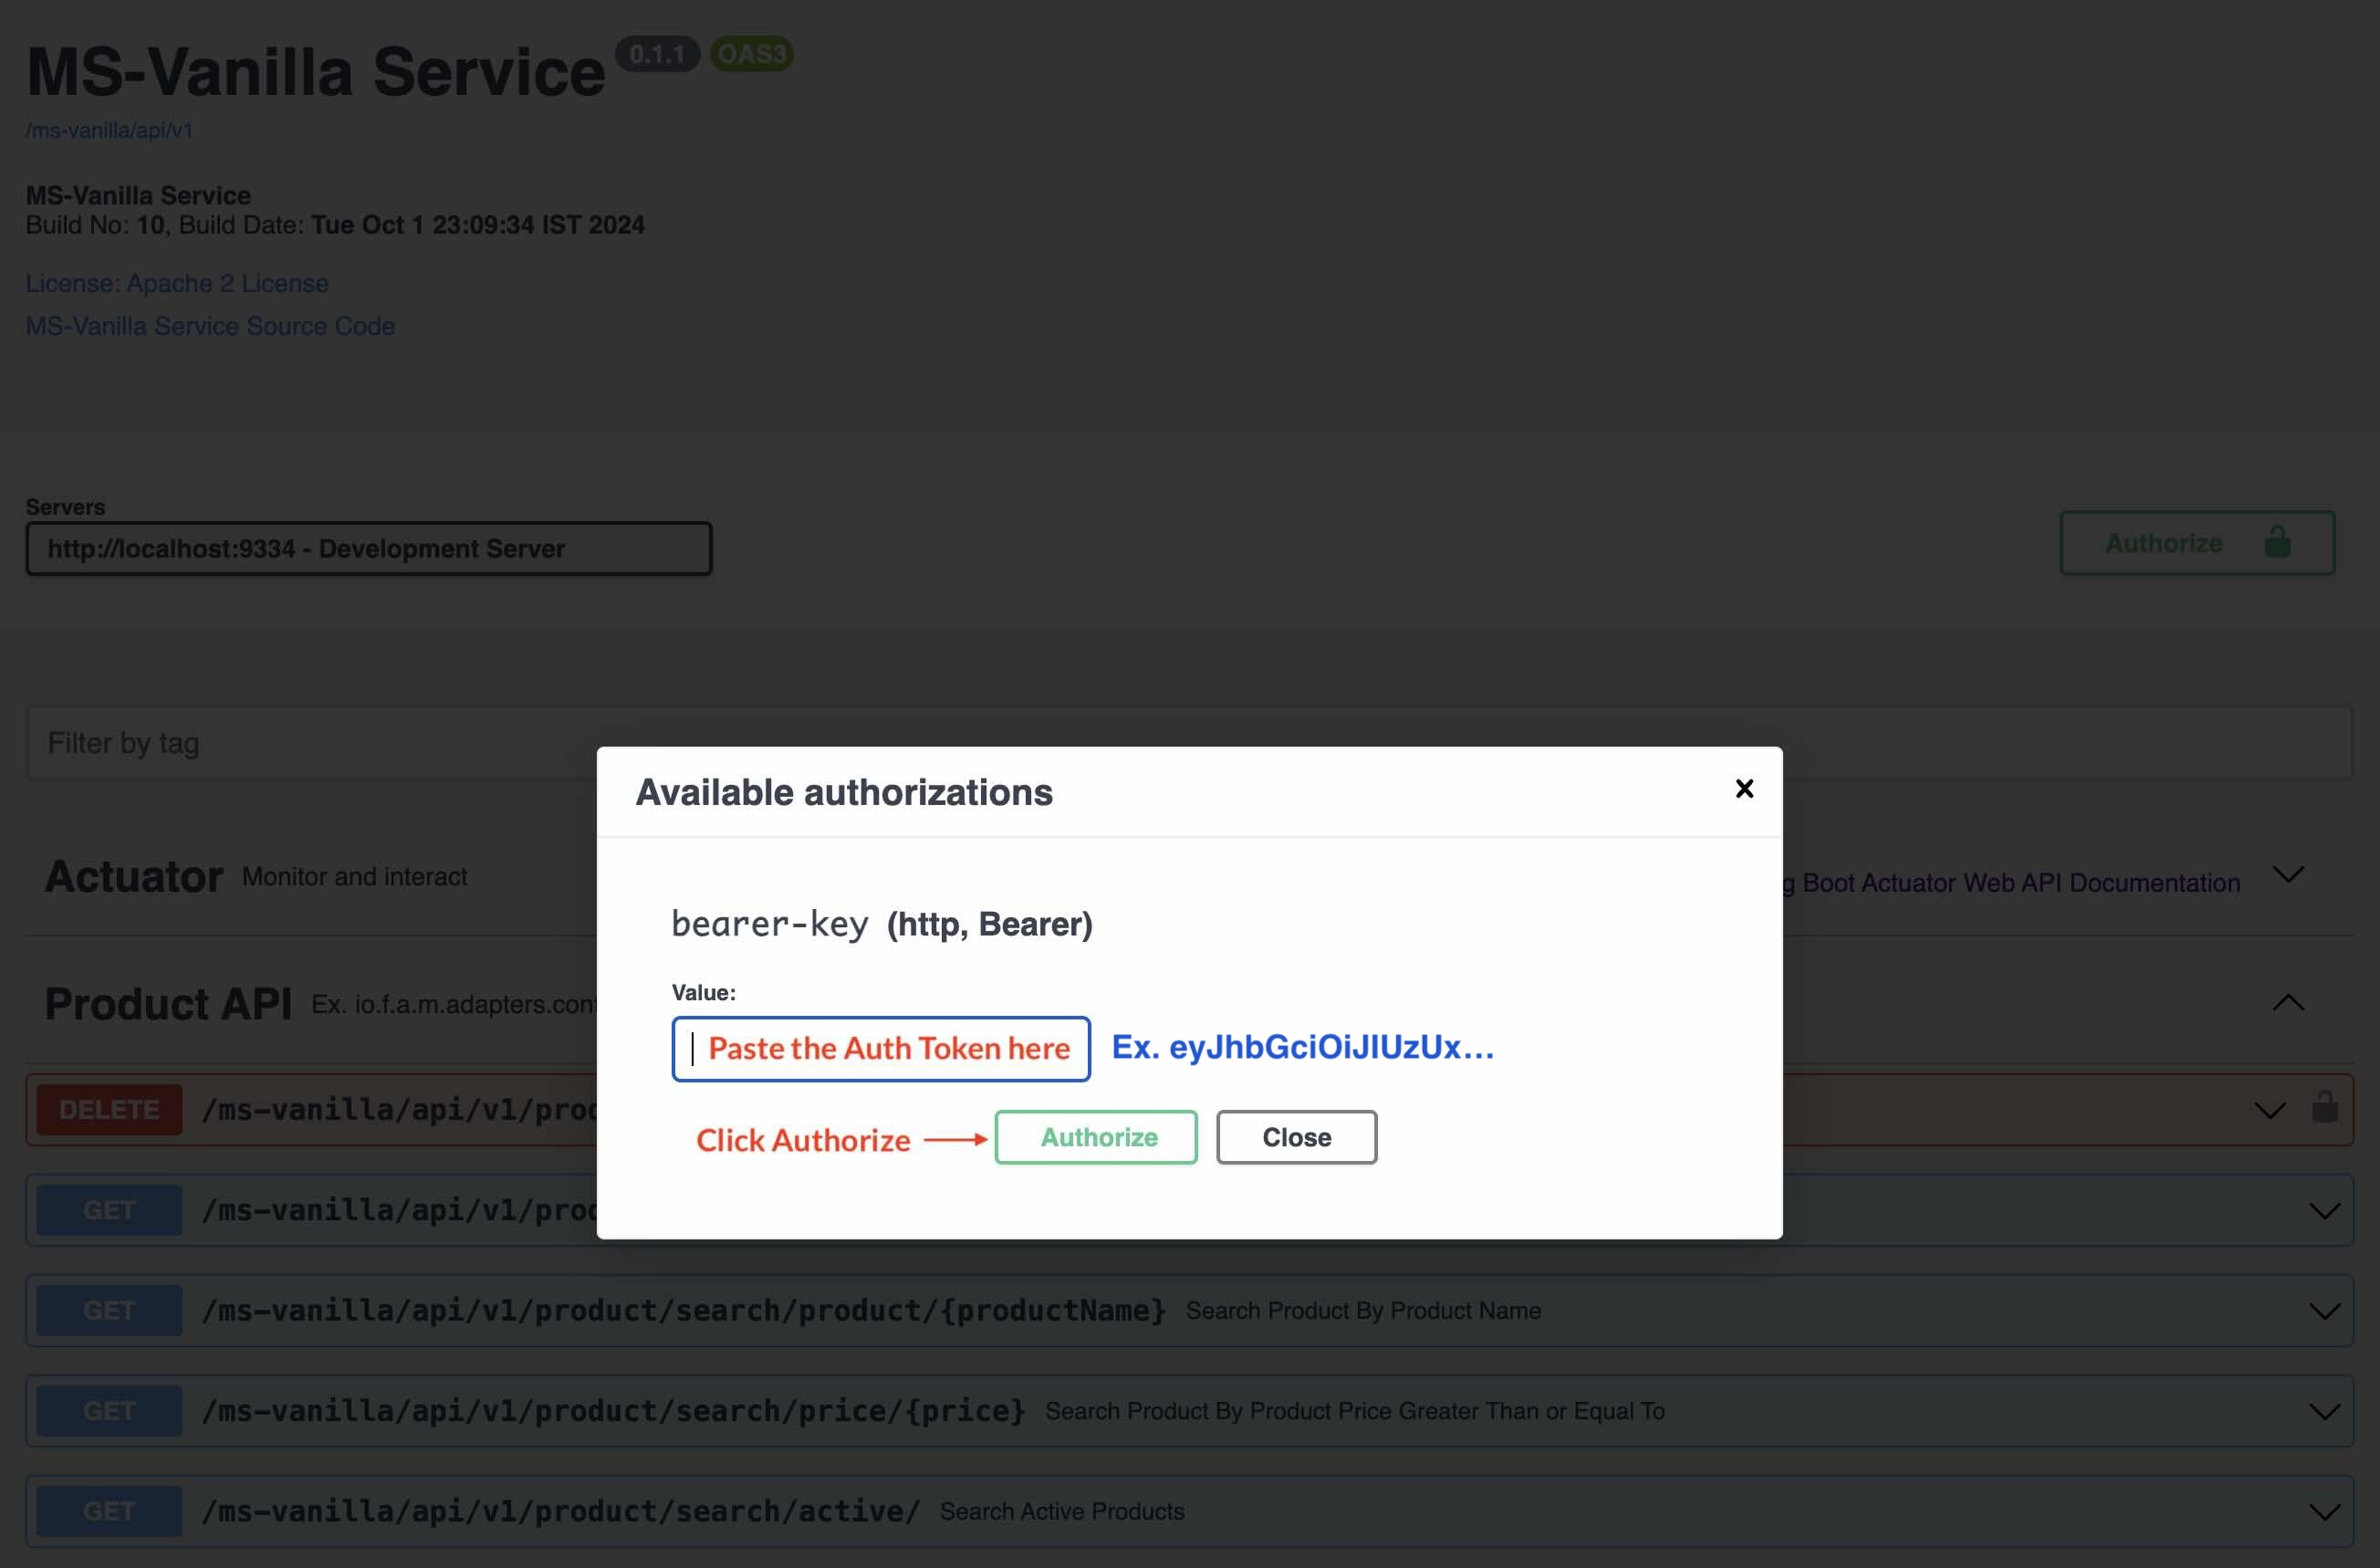 MS-Vanilla Service 0.1.1 OAS3
/ms-vanilla/api/v1
MS-Vanilla Service
Build No: 10, Build Date: Tue Oct 1 23:09:34 IST 2024
License: Apache 2 License
MS-Vanilla Service Source Code
Servers
http://localhost:9334 - Development Server
Authorize
Filter by tag
Available authorizations
Actuator Monitor and interact
g Boot Actuator Web API Documentation
bearer-key (http, Bearer)
Value:
Product API Ex. io.f.a.m.adapters.con
Paste the Auth Token here Ex. eyJhbGciOiJIUzUx...
DELETE /ms-vanilla/api/v1/prod
Click Authorize Authorize Close
GET /ms-vanilla/api/v1/prod
GET /ms-vanilla/api/v1/product/search/product/{productName} Search Product By Product Name
GET /ms-vanilla/api/v1/product/search/price/{price} Search Product By Product Price Greater Than or Equal To
GET /ms-vanilla/api/v1/product/search/active/ Search Active Products